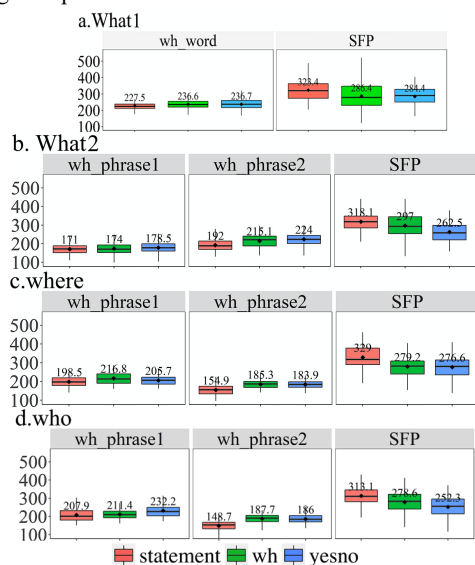 a.What1
wh_word SFP
500
400
300
200
100
227.5 236.6 236.7 323.4 286.4 284.4
b. What2
wh_phrase1 wh_phrase2 SFP
500
400
300
200
100
171 174 178.5 192 215.1 224 318.1 297 262.5
c.where
wh_phrase1 wh_phrase2 SFP
500
400
300
200
100
198.5 216.8 205.7 154.9 185.3 183.9 329 279.2 276.6
d.who
wh_phrase1 wh_phrase2 SFP
500
400
300
200
100
207.9 211.4 232.2 148.7 187.7 186 313.1 278.6 252.3
statement wh yesno